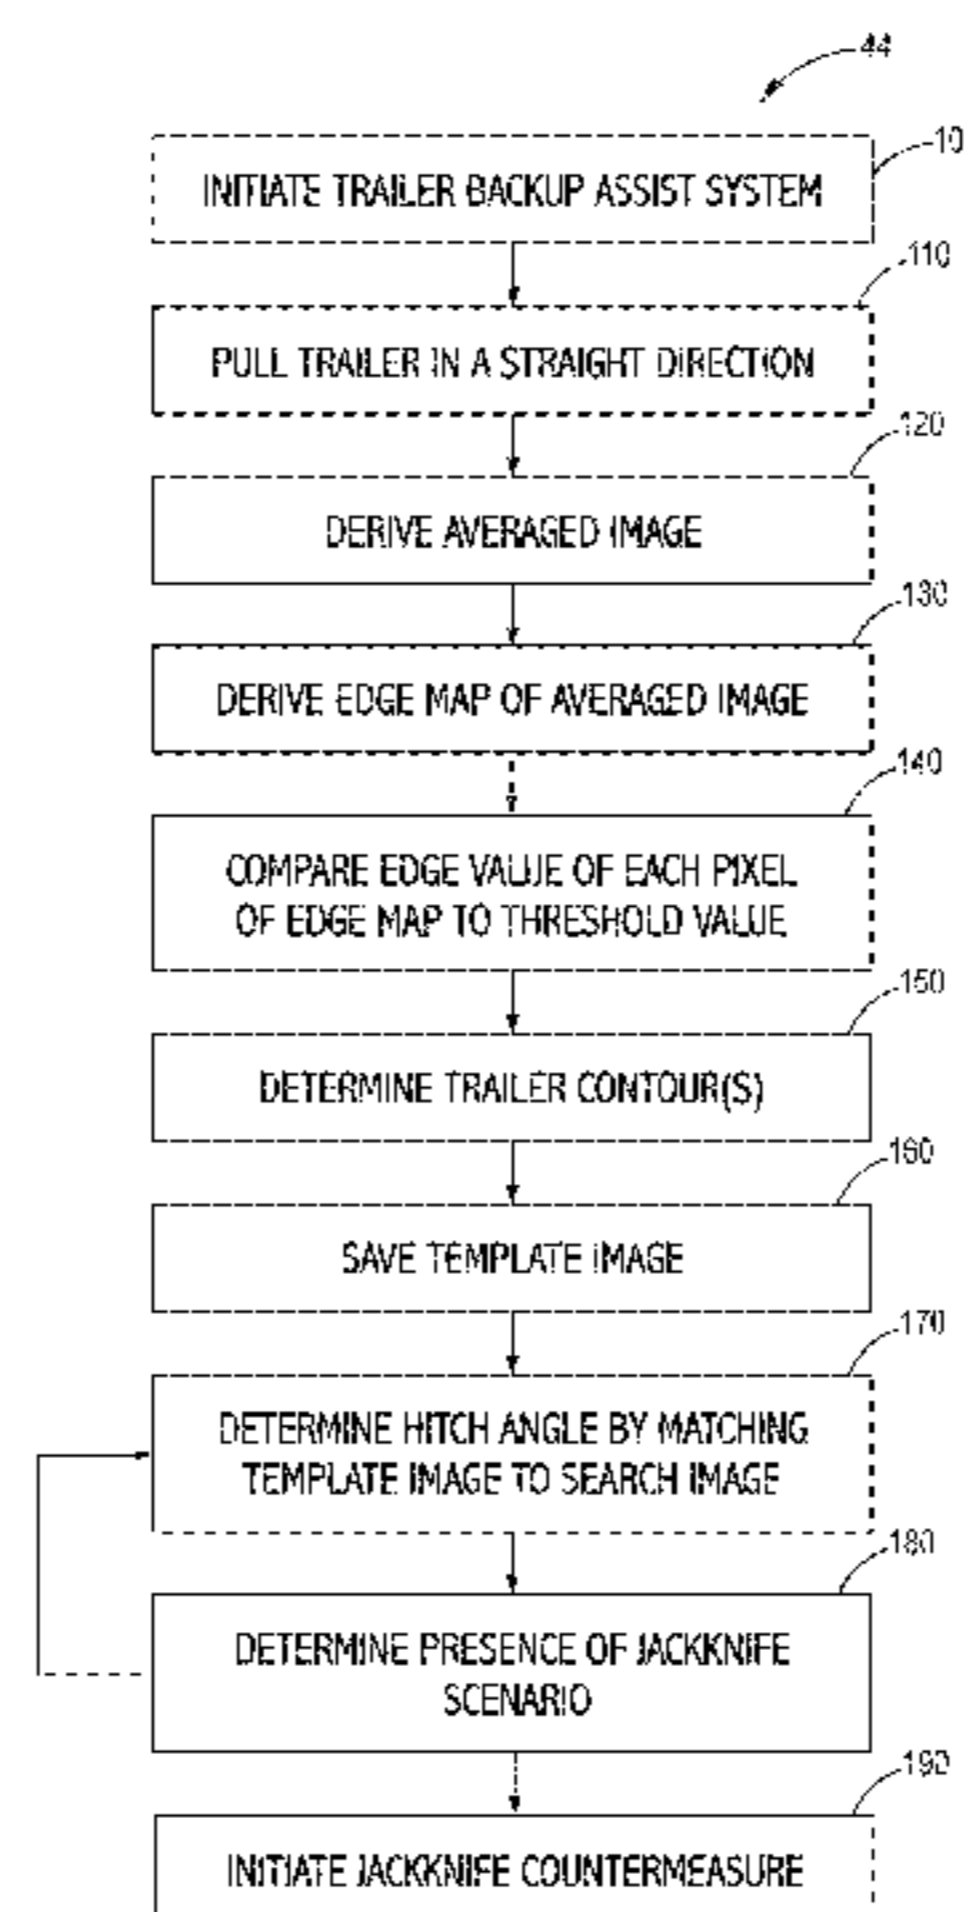 44
10
INITIATE TRAILER BACKUP ASSIST SYSTEM
110
PULL TRAILER IN A STRAIGHT DIRECTION
120
DERIVE AVERAGED IMAGE
130
DERIVE EDGE MAP OF AVERAGED IMAGE
140
COMPARE EDGE VALUE OF EACH PIXEL
OF EDGE MAP TO THRESHOLD VALUE
150
DETERMINE TRAILER CONTOUR(S)
160
SAVE TEMPLATE IMAGE
170
DETERMINE HITCH ANGLE BY MATCHING
TEMPLATE IMAGE TO SEARCH IMAGE
180
DETERMINE PRESENCE OF JACKKNIFE
SCENARIO
190
INITIATE JACKKNIFE COUNTERMEASURE